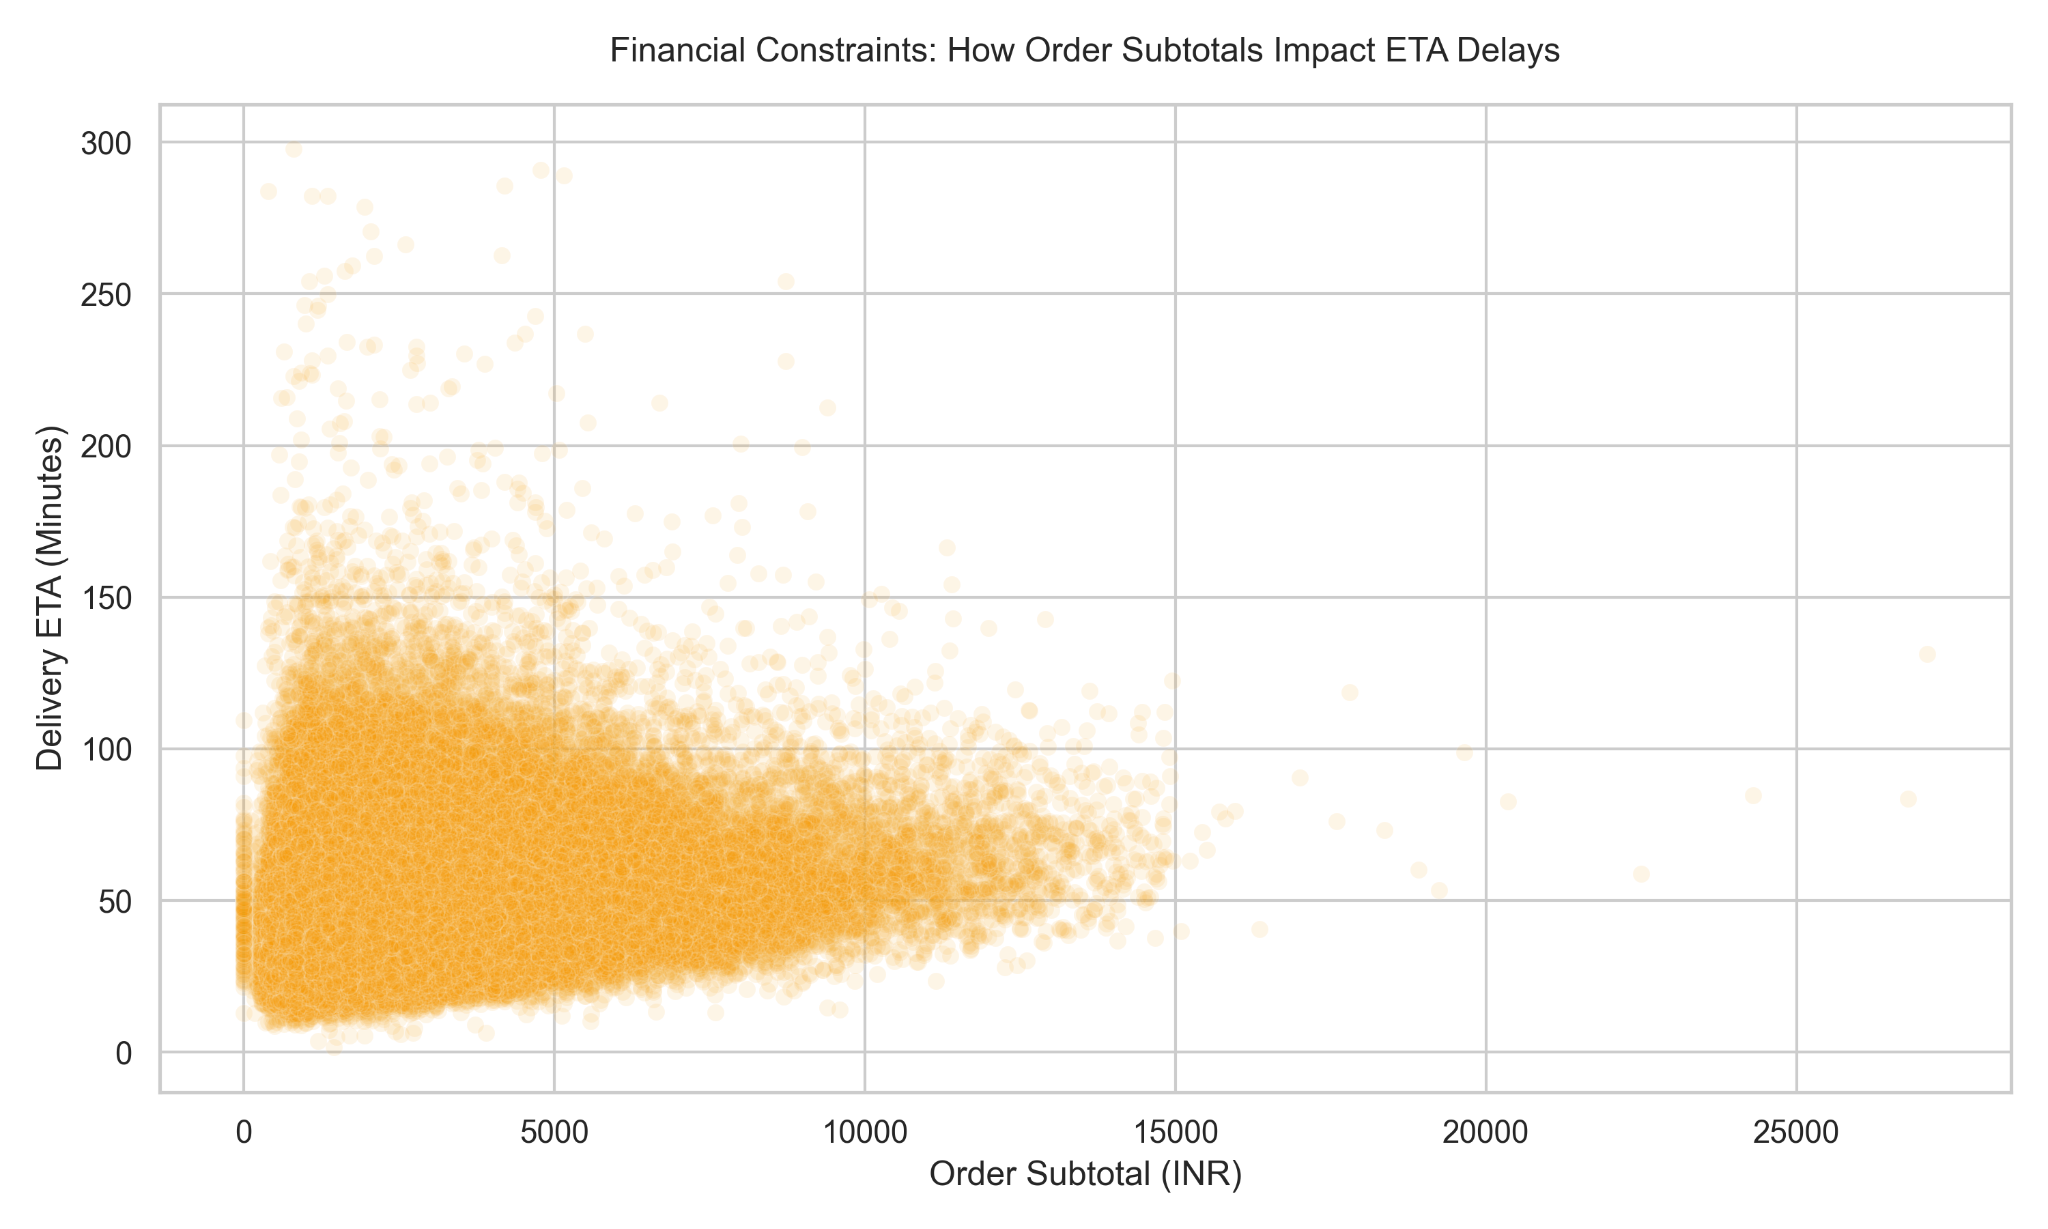 Financial Constraints: How Order Subtotals Impact ETA Delays
300
250
200
150
100
50
0
Delivery ETA (Minutes)
0 5000 10000 15000 20000 25000
Order Subtotal (INR)